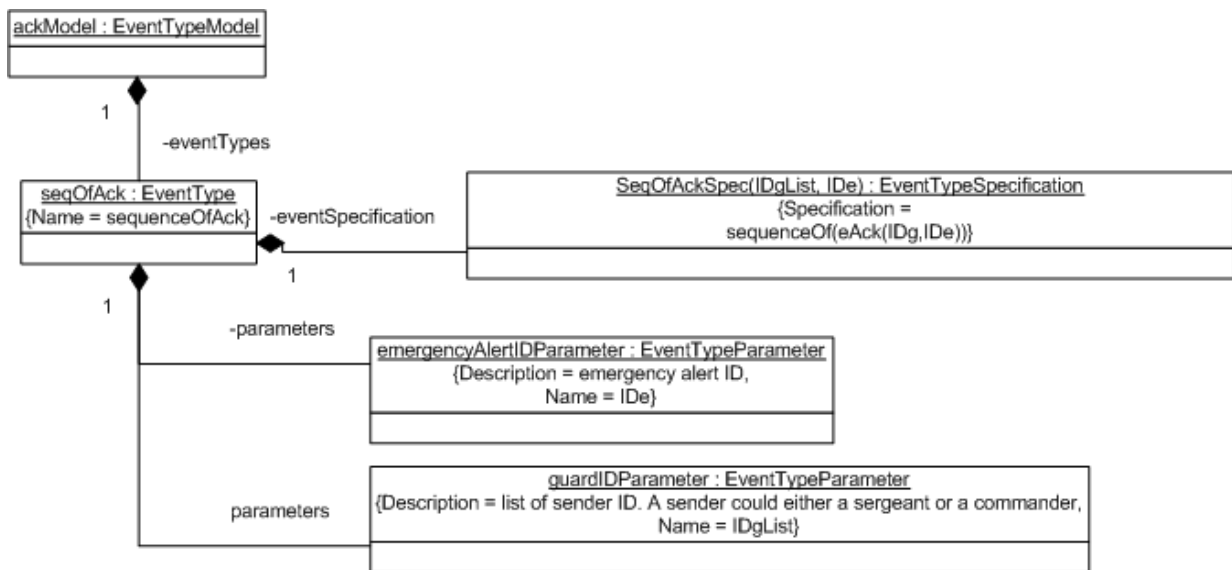 ackModel : EventTypeModel
1
-eventTypes
seqOfAck : EventType
{Name = sequenceOfAck}
-eventSpecification
1
SeqOfAckSpec(IDgList, IDe) : EventTypeSpecification
{Specification =
sequenceOf(eAck(IDg,IDe))}
1
-parameters
emergencyAlertIDParameter : EventTypeParameter
{Description = emergency alert ID,
Name = IDe}
parameters
guardIDParameter : EventTypeParameter
{Description = list of sender ID. A sender could either a sergeant or a commander,
Name = IDgList}